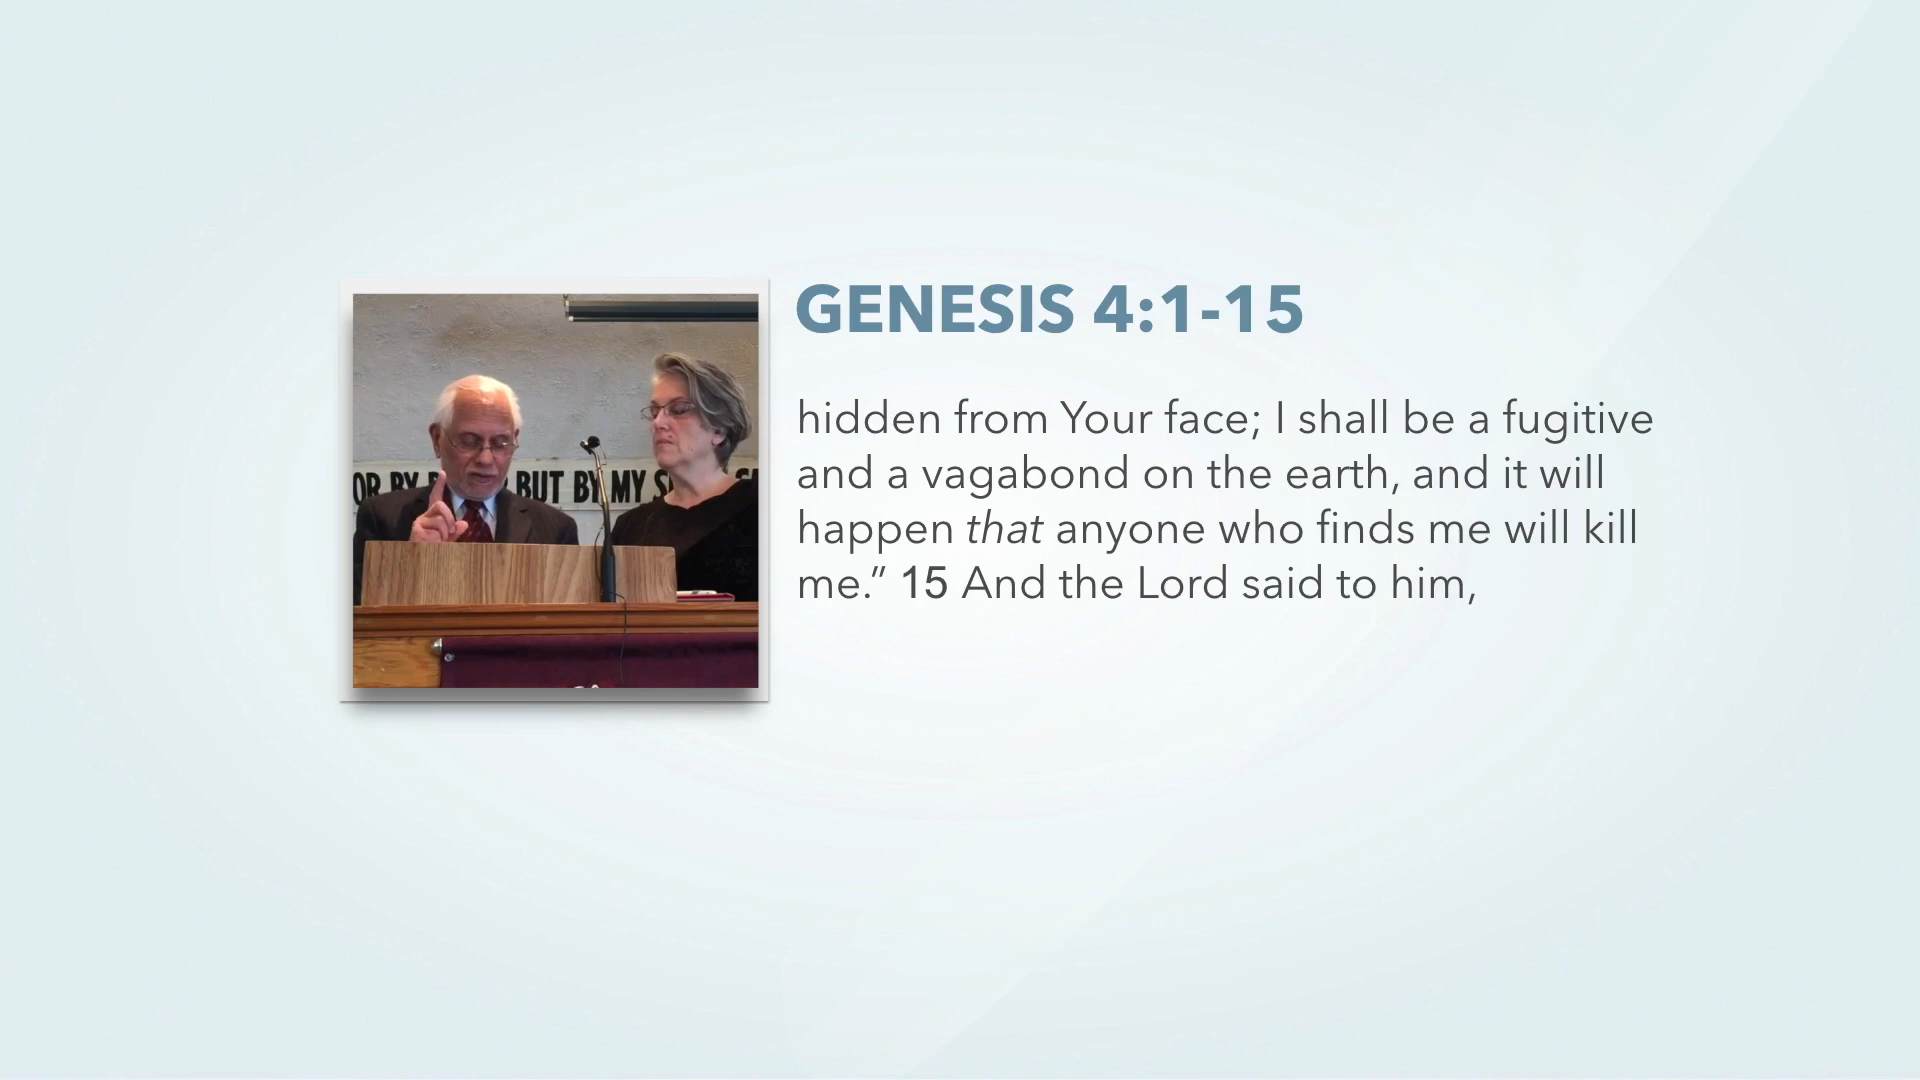 GENESIS 4:1-15
hidden from Your face; I shall be a fugitive
and a vagabond on the earth, and it will
happen that anyone who finds me will kill
me.” 15 And the Lord said to him,
OR BY BUT BY MY